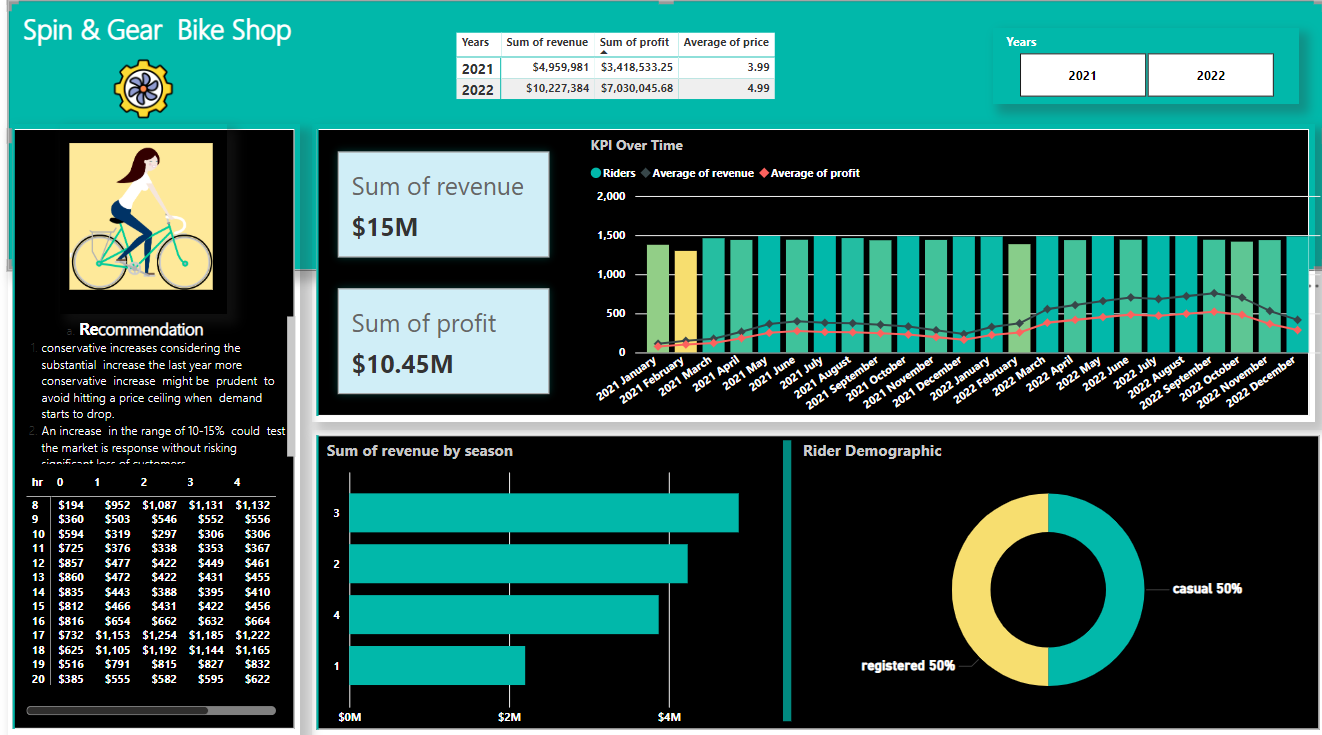 Spin & Gear Bike Shop
Years Sum of revenue Sum of profit Average of price
2021 $4,959,981 $3,418,533.25 3.99
2022 $10,227,384 $7,030,045.68 4.99
Years
2021 2022
Recommendation
1. conservative increases considering the
substantial increase the last year more
conservative increase might be prudent to
avoid hitting a price ceiling when demand
starts to drop.
2. An increase in the range of 10-15% could test
the market is response without risking
significant loss of customers
hr 0 1 2 3 4
8 $194 $952 $1,087 $1,131 $1,132
9 $360 $503 $546 $552 $556
10 $594 $319 $297 $306 $306
11 $725 $376 $338 $353 $367
12 $857 $477 $422 $449 $461
13 $860 $472 $422 $431 $455
14 $835 $443 $388 $395 $410
15 $812 $466 $431 $422 $456
16 $816 $654 $662 $632 $664
17 $732 $1,153 $1,254 $1,185 $1,222
18 $625 $1,105 $1,192 $1,144 $1,165
19 $516 $791 $815 $827 $832
20 $385 $555 $582 $595 $622
Sum of revenue
$15M
Sum of profit
$10.45M
KPI Over Time
Riders Average of revenue Average of profit
2,000
1,500
1,000
500
0
2021 January
2021 February
2021 March
2021 April
2021 May
2021 June
2021 July
2021 August
2021 September
2021 October
2021 November
2021 December
2022 January
2022 February
2022 March
2022 April
2022 May
2022 June
2022 July
2022 August
2022 September
2022 October
2022 November
2022 December
Sum of revenue by season
3
2
4
1
$0M $2M $4M
Rider Demographic
casual 50%
registered 50%